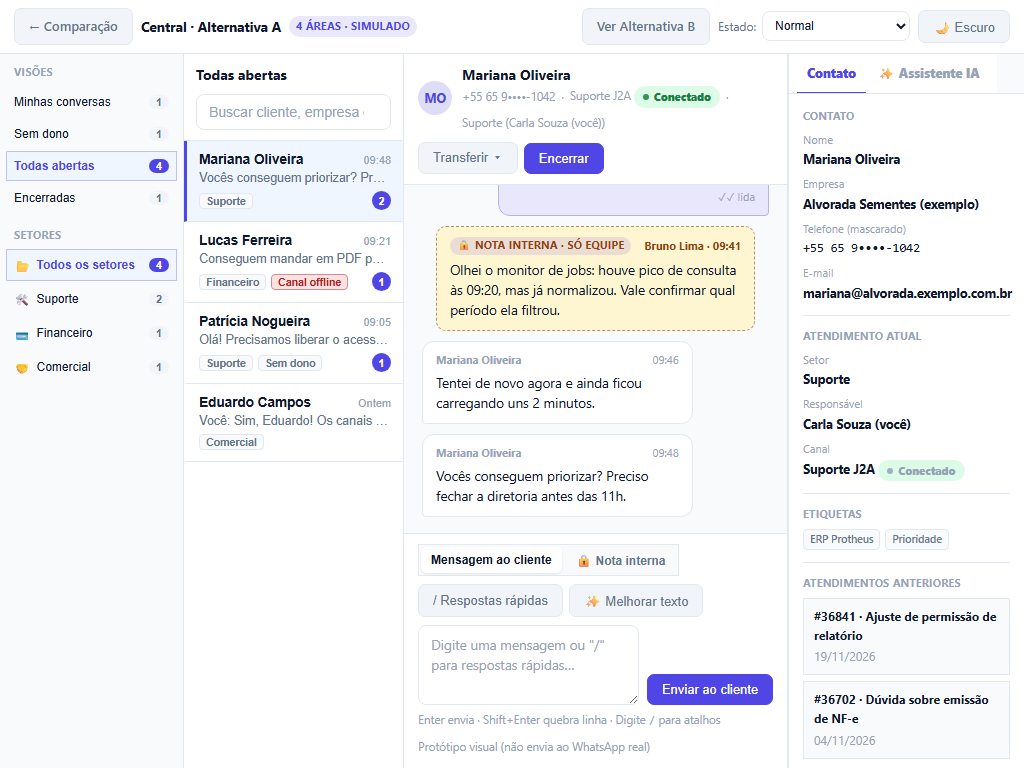 ← Comparação
Central · Alternativa A
4 ÁREAS · SIMULADO
Ver Alternativa B
Estado:
Normal
🌙 Escuro
VISÕES
Minhas conversas 1
Sem dono 1
Todas abertas 4
Encerradas 1
SETORES
Todos os setores 4
Suporte 2
Financeiro 1
Comercial 1
Todas abertas
Buscar cliente, empresa
Mariana Oliveira 09:48
Vocês conseguem priorizar? Pr…
Suporte 2
Lucas Ferreira 09:21
Conseguem mandar em PDF p…
Financeiro Canal offline 1
Patrícia Nogueira 09:05
Olá! Precisamos liberar o acess…
Suporte Sem dono 1
Eduardo Campos Ontem
Você: Sim, Eduardo! Os canais …
Comercial
MO
Mariana Oliveira
+55 65 9••••-1042 · Suporte J2A ● Conectado ·
Suporte (Carla Souza (você))
Transferir ▾
Encerrar
✓✓ lida
🔒 NOTA INTERNA · SÓ EQUIPE Bruno Lima · 09:41
Olhei o monitor de jobs: houve pico de consulta
às 09:20, mas já normalizou. Vale confirmar qual
período ela filtrou.
Mariana Oliveira 09:46
Tentei de novo agora e ainda ficou
carregando uns 2 minutos.
Mariana Oliveira 09:48
Vocês conseguem priorizar? Preciso
fechar a diretoria antes das 11h.
Mensagem ao cliente
🔒 Nota interna
/ Respostas rápidas
✨ Melhorar texto
Digite uma mensagem ou "/"
para respostas rápidas...
Enviar ao cliente
Enter envia · Shift+Enter quebra linha · Digite / para atalhos
Protótipo visual (não envia ao WhatsApp real)
Contato
✨ Assistente IA
CONTATO
Nome
Mariana Oliveira
Empresa
Alvorada Sementes (exemplo)
Telefone (mascarado)
+55 65 9••••-1042
E-mail
mariana@alvorada.exemplo.com.br
ATENDIMENTO ATUAL
Setor
Suporte
Responsável
Carla Souza (você)
Canal
Suporte J2A ● Conectado
ETIQUETAS
ERP Protheus
Prioridade
ATENDIMENTOS ANTERIORES
#36841 · Ajuste de permissão de
relatório
19/11/2026
#36702 · Dúvida sobre emissão
de NF-e
04/11/2026